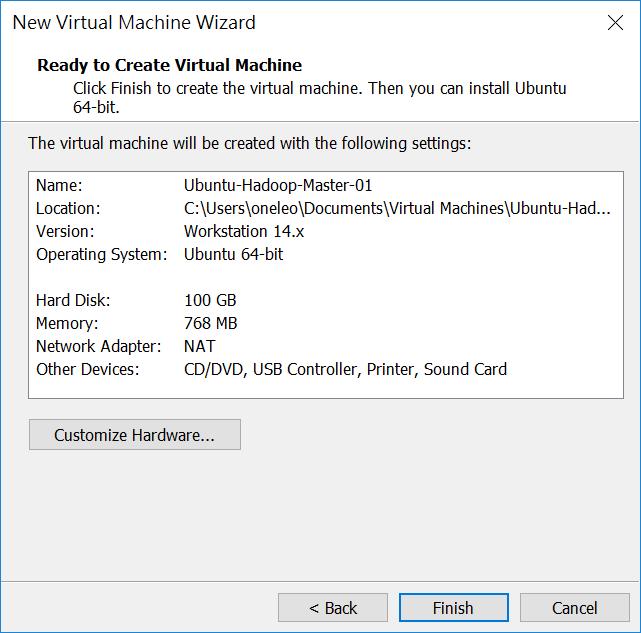 New Virtual Machine Wizard
Ready to Create Virtual Machine
Click Finish to create the virtual machine. Then you can install Ubuntu
64-bit.
The virtual machine will be created with the following settings:
Name: Ubuntu-Hadoop-Master-01
Location: C:\Users\oneleo\Documents\Virtual Machines\Ubuntu-Had...
Version: Workstation 14.x
Operating System: Ubuntu 64-bit
Hard Disk: 100 GB
Memory: 768 MB
Network Adapter: NAT
Other Devices: CD/DVD, USB Controller, Printer, Sound Card
Customize Hardware...
< Back Finish Cancel